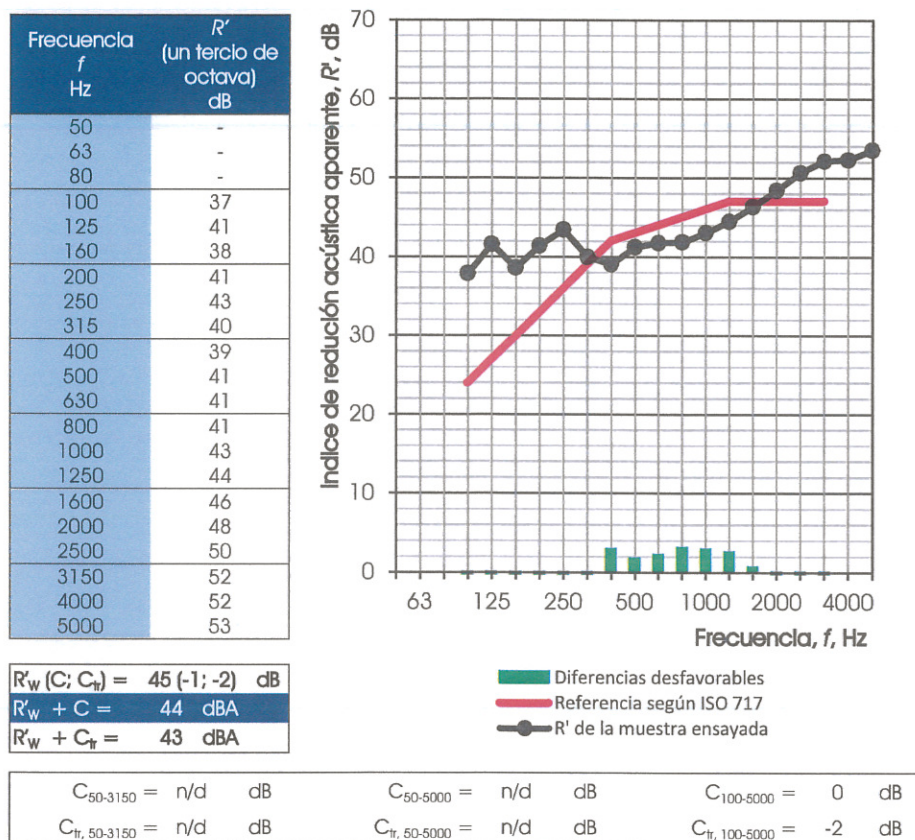 Frecuencia f Hz | R' (un tercio de octava) dB
50 -
63 -
80 -
100 37
125 41
160 38
200 41
250 43
315 40
400 39
500 41
630 41
800 41
1000 43
1250 44
1600 46
2000 48
2500 50
3150 52
4000 52
5000 53
R'w (C; Ctr) = 45 (-1; -2) dB
R'w + C = 44 dBA
R'w + Ctr = 43 dBA
Indice de redución acústica aparente, R', dB
70
60
50
40
30
20
10
0
63 125 250 500 1000 2000 4000
Frecuencia, f, Hz
Diferencias desfavorables
Referencia según ISO 717
R' de la muestra ensayada
C50-3150 = n/d dB C50-5000 = n/d dB C100-5000 = 0 dB
Ctr, 50-3150 = n/d dB Ctr, 50-5000 = n/d dB Ctr, 100-5000 = -2 dB